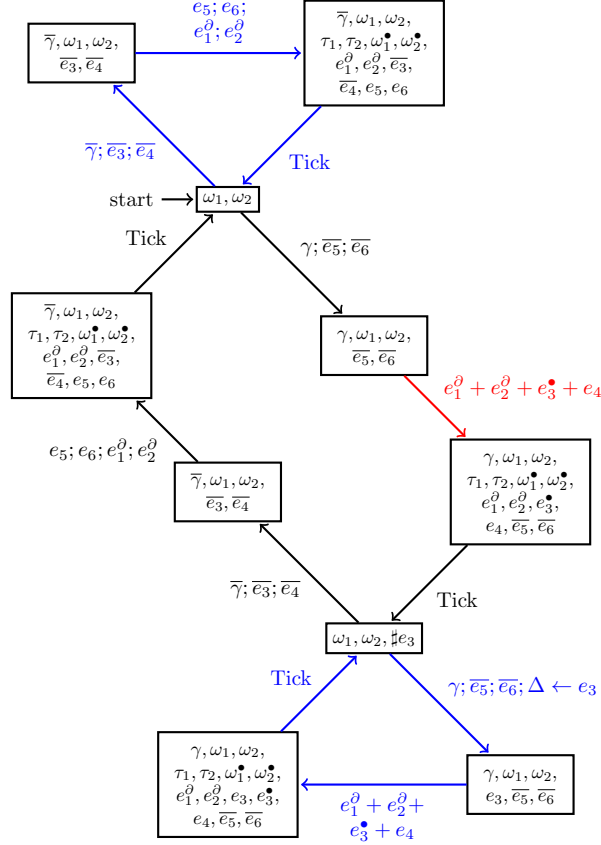 e₅; e₆;
e₁^∂; e₂^∂
γ̅, ω₁, ω₂,
e̅₃̅, e̅₄̅
γ̅, ω₁, ω₂,
τ₁, τ₂, ω₁^•, ω₂^•,
e₁^∂, e₂^∂, e̅₃̅,
e̅₄̅, e₅, e₆
γ̅; e̅₃̅; e̅₄̅
Tick
start
ω₁, ω₂
Tick
γ; e̅₅̅; e̅₆̅
γ̅, ω₁, ω₂,
τ₁, τ₂, ω₁^•, ω₂^•,
e₁^∂, e₂^∂, e̅₃̅,
e̅₄̅, e₅, e₆
γ, ω₁, ω₂,
e̅₅̅, e̅₆̅
e₁^∂ + e₂^∂ + e₃^• + e₄
e₅; e₆; e₁^∂; e₂^∂
γ̅, ω₁, ω₂,
e̅₃̅, e̅₄̅
γ, ω₁, ω₂,
τ₁, τ₂, ω₁^•, ω₂^•,
e₁^∂, e₂^∂, e₃^•,
e₄, e̅₅̅, e̅₆̅
γ̅; e̅₃̅; e̅₄̅
Tick
ω₁, ω₂, ♯e₃
Tick
γ; e̅₅̅; e̅₆̅; Δ ← e₃
γ, ω₁, ω₂,
τ₁, τ₂, ω₁^•, ω₂^•,
e₁^∂, e₂^∂, e₃, e₃^•,
e₄, e̅₅̅, e̅₆̅
γ, ω₁, ω₂,
e₃, e̅₅̅, e̅₆̅
e₁^∂ + e₂^∂ +
e₃^• + e₄